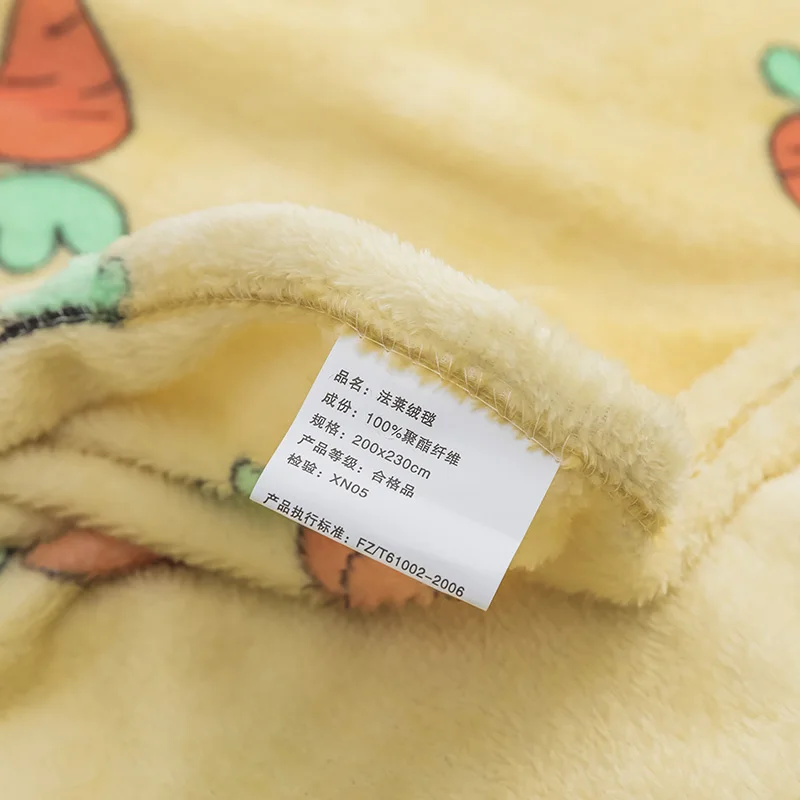 品名：法莱绒毯
成份：100%聚酯纤维
规格：200x230cm
产品等级：合格品
检验：XN05
产品执行标准：FZ/T61002-2006